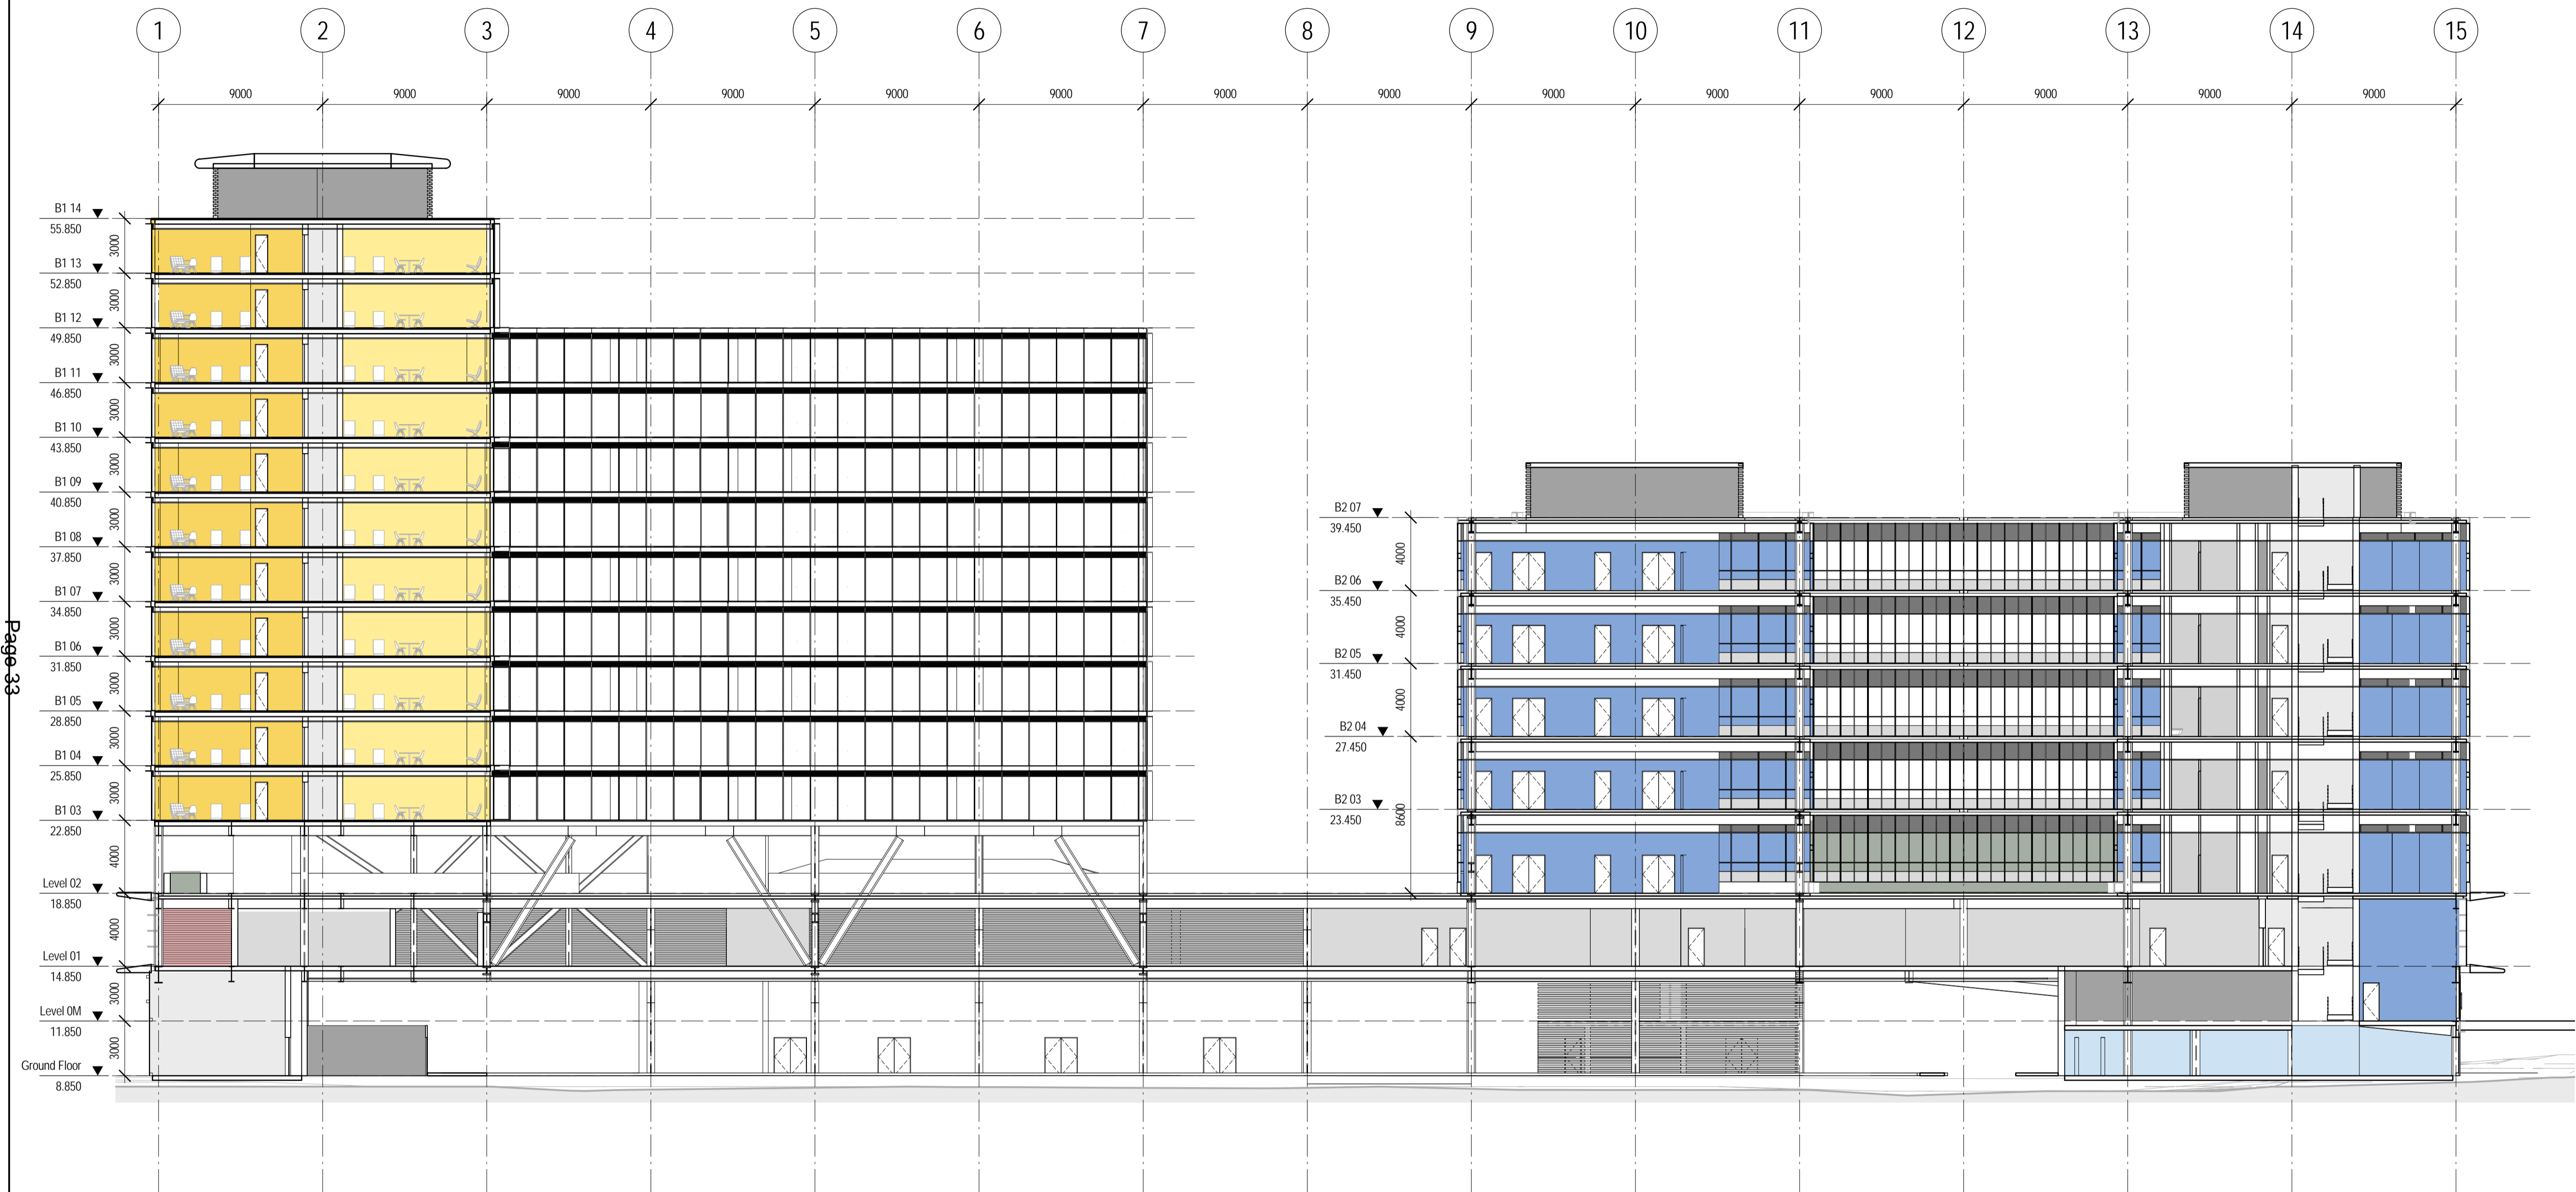 1 2 3 4 5 6 7 8 9 10 11 12 13 14 15
9000 9000 9000 9000 9000 9000 9000 9000 9000 9000 9000 9000 9000 9000
B1 14
55.850
3000
B1 13
52.850
3000
B1 12
49.850
3000
B1 11
46.850
3000
B1 10
43.850
3000
B1 09
40.850
3000
B1 08
37.850
3000
B1 07
34.850
3000
B1 06
31.850
3000
B1 05
28.850
3000
B1 04
25.850
3000
B1 03
22.850
4000
Level 02
18.850
4000
Level 01
14.850
3000
Level 0M
11.850
3000
Ground Floor
8.850
B2 07
39.450
4000
B2 06
35.450
4000
B2 05
31.450
4000
B2 04
27.450
B2 03
23.450
8600
Page 33